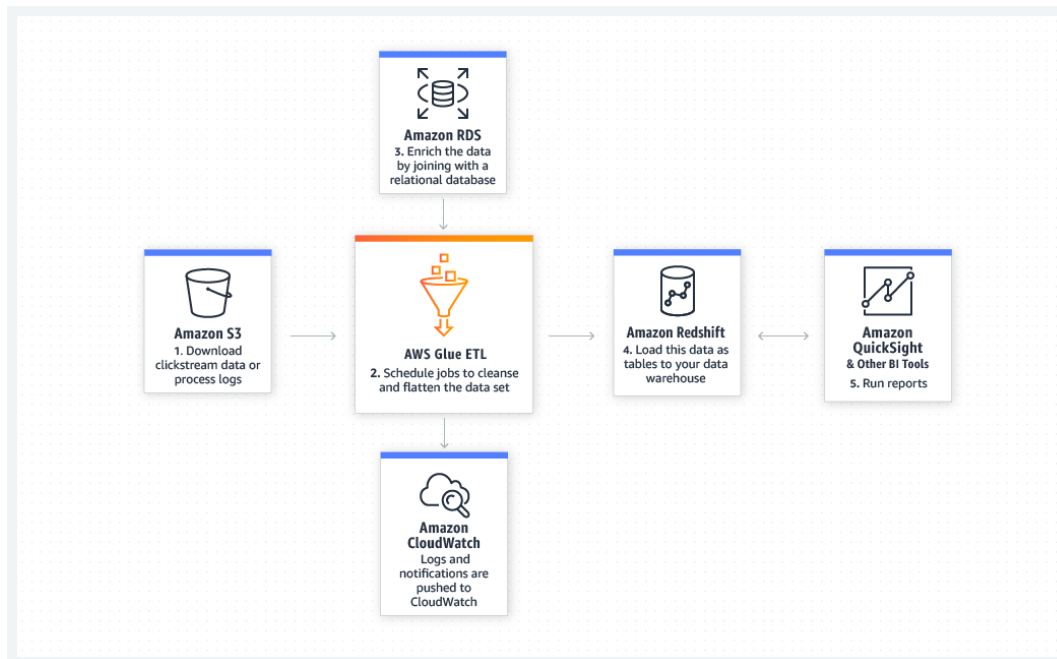 Amazon RDS
3. Enrich the data
by joining with a
relational database
Amazon S3
1. Download
clickstream data or
process logs
AWS Glue ETL
2. Schedule jobs to cleanse
and flatten the data set
Amazon Redshift
4. Load this data as
tables to your data
warehouse
Amazon
QuickSight
& Other BI Tools
5. Run reports
Amazon
CloudWatch
Logs and
notifications are
pushed to
CloudWatch